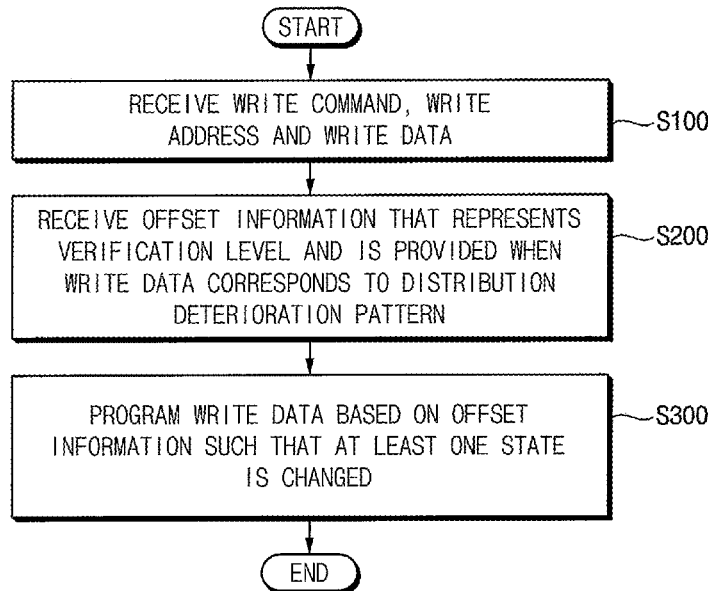 START
RECEIVE WRITE COMMAND, WRITE
ADDRESS AND WRITE DATA
S100
RECEIVE OFFSET INFORMATION THAT REPRESENTS
VERIFICATION LEVEL AND IS PROVIDED WHEN
WRITE DATA CORRESPONDS TO DISTRIBUTION
DETERIORATION PATTERN
S200
PROGRAM WRITE DATA BASED ON OFFSET
INFORMATION SUCH THAT AT LEAST ONE STATE
IS CHANGED
S300
END